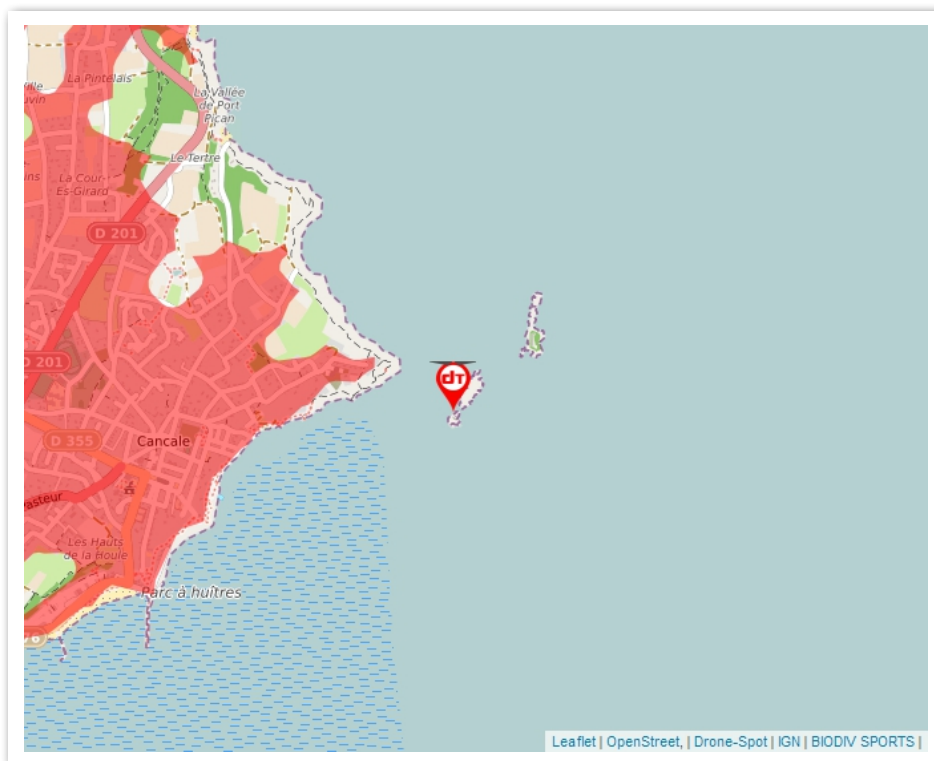 La Pintelais
La Vallée
de Port
Pican
Le Tertre
La Cour-
Es-Girard
D 201
D 201
dT
D 355
Cancale
Les Hauts
de la Houle
Parc à huîtres
Leaflet | OpenStreet, | Drone-Spot | IGN | BIODIV SPORTS |